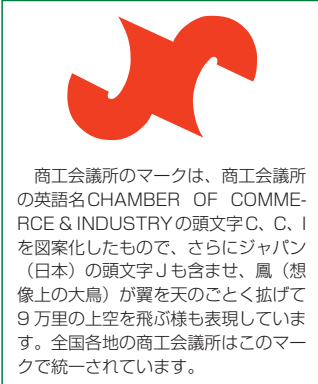 商工会議所のマークは、商工会議所
の英語名CHAMBER OF COMME-
RCE & INDUSTRYの頭文字C、C、I
を図案化したもので、さらにジャパン
（日本）の頭文字Jも含ませ、鳳（想
像上の大鳥）が翼を天のごとく拡げて
9万里の上空を飛ぶ様も表現していま
す。全国各地の商工会議所はこのマー
クで統一されています。